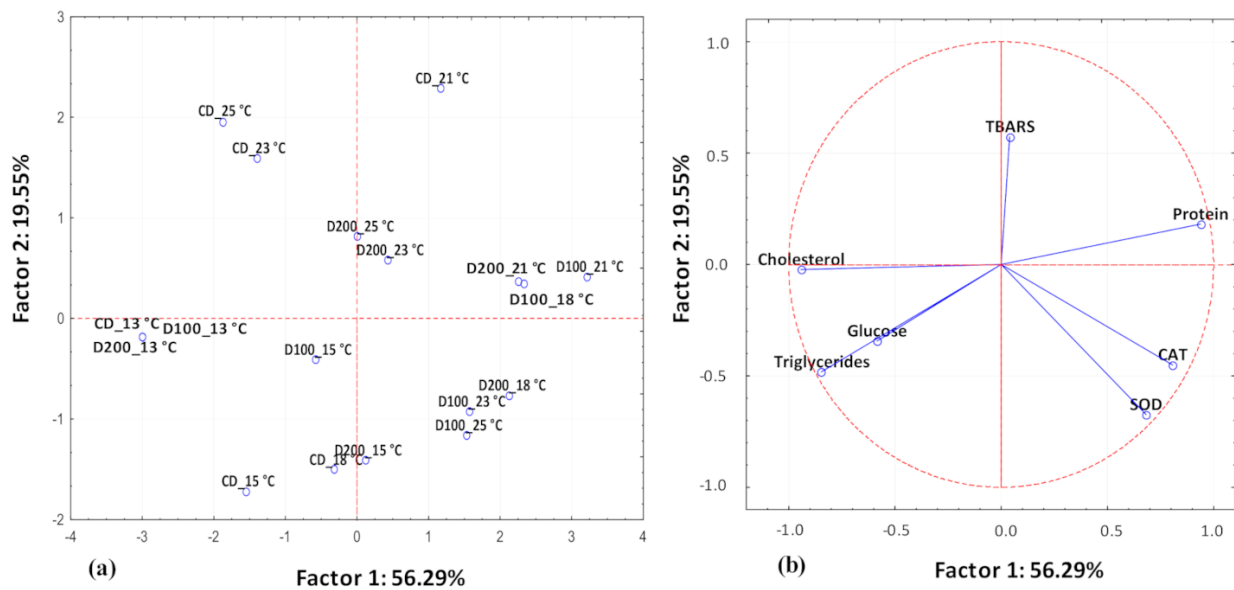 3
2
1
0
-1
-2
-4
-3
-2
-1
0
1
2
3
4
Factor 2: 19.55%
Factor 1: 56.29%
(a)
CD_21 °C
CD_25 °C
CD_23 °C
D200_25 °C
D200_23 °C
D200_21 °C
D100_21 °C
D100_18 °C
CD_13 °C
D100_13 °C
D200_13 °C
D100_15 °C
D200_18 °C
D100_23 °C
D100_25 °C
D200_15 °C
CD_18 °C
CD_15 °C
1.0
0.5
0.0
-0.5
-1.0
-1.0
-0.5
0.0
0.5
1.0
Factor 2: 19.55%
Factor 1: 56.29%
(b)
TBARS
Protein
Cholesterol
Glucose
Triglycerides
CAT
SOD